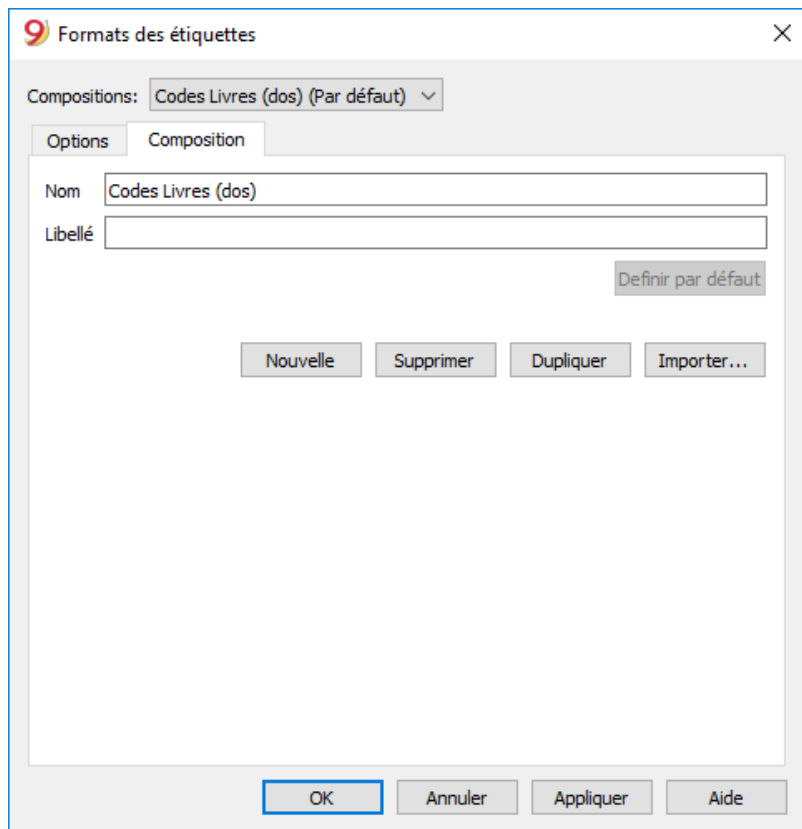 9 Formats des étiquettes
Compositions: Codes Livres (dos) (Par défaut)
Options Composition
Nom Codes Livres (dos)
Libellé
Definir par défaut
Nouvelle Supprimer Dupliquer Importer...
OK Annuler Appliquer Aide